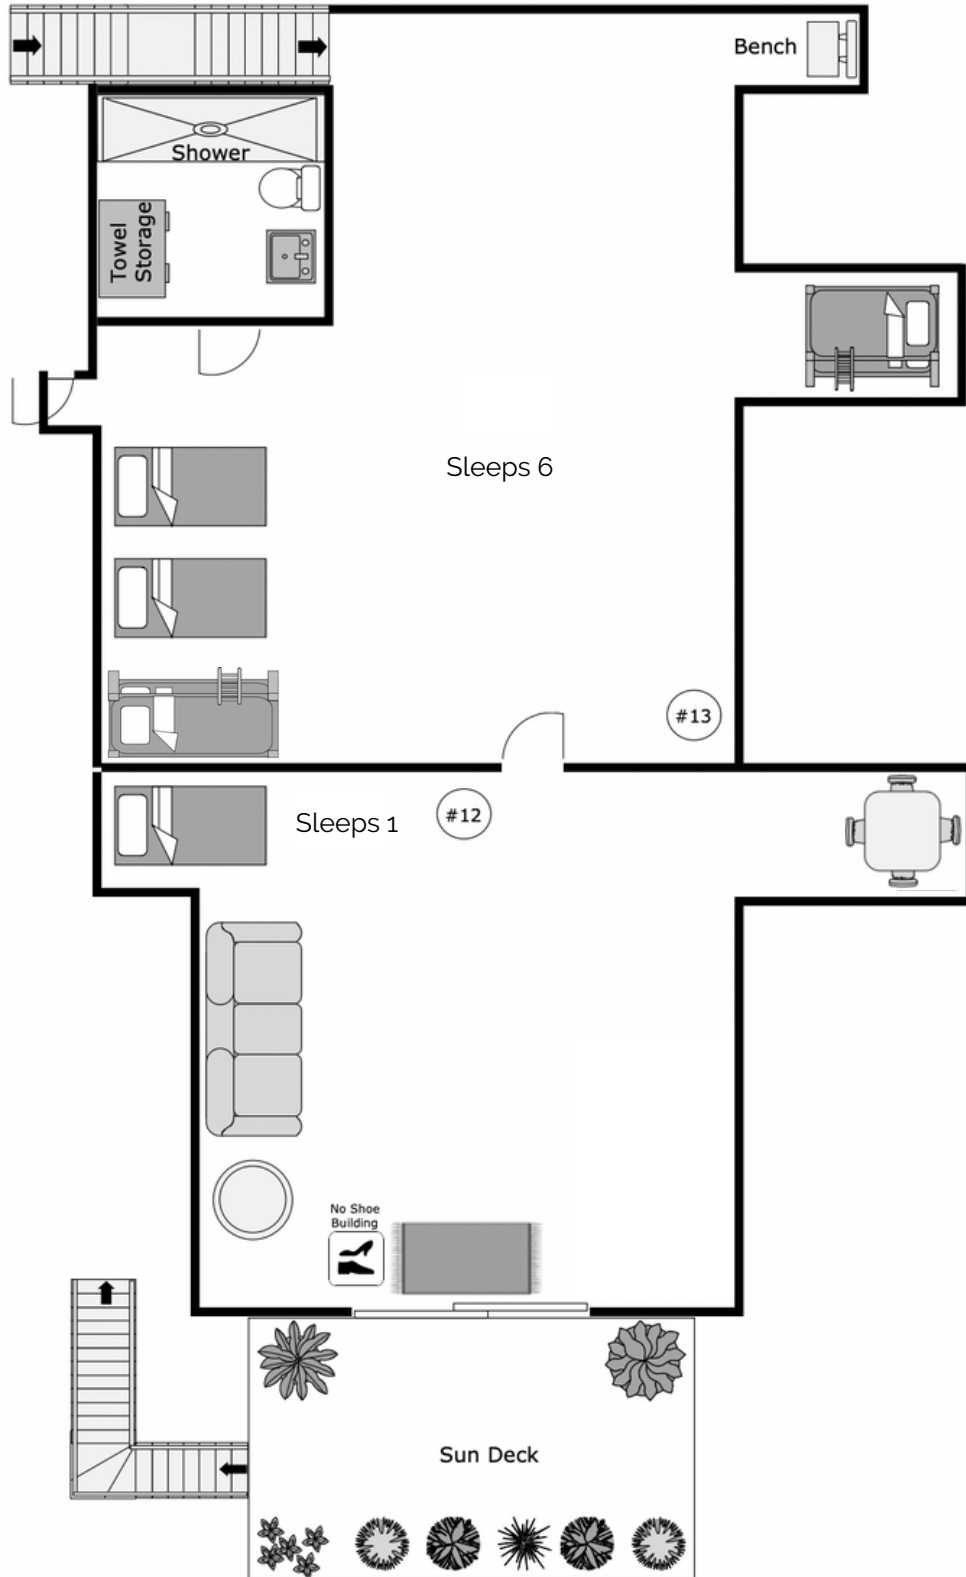 Bench
Shower
Towel
Storage
Sleeps 6
#13
Sleeps 1
#12
No Shoe
Building
Sun Deck